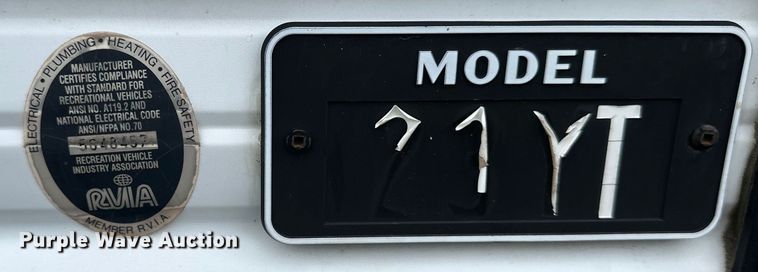 ELECTRICAL • PLUMBING • HEATING • FIRE SAFETY
MANUFACTURER
CERTIFIES COMPLIANCE
WITH STANDARD FOR
RECREATIONAL VEHICLES
ANSI NO. A119.2 AND
NATIONAL ELECTRICAL CODE
ANSI/NFPA NO. 70
RECREATION VEHICLE
INDUSTRY ASSOCIATION
RVIA
MEMBER R.V.I.A.
MODEL
21YT
Purple Wave Auction